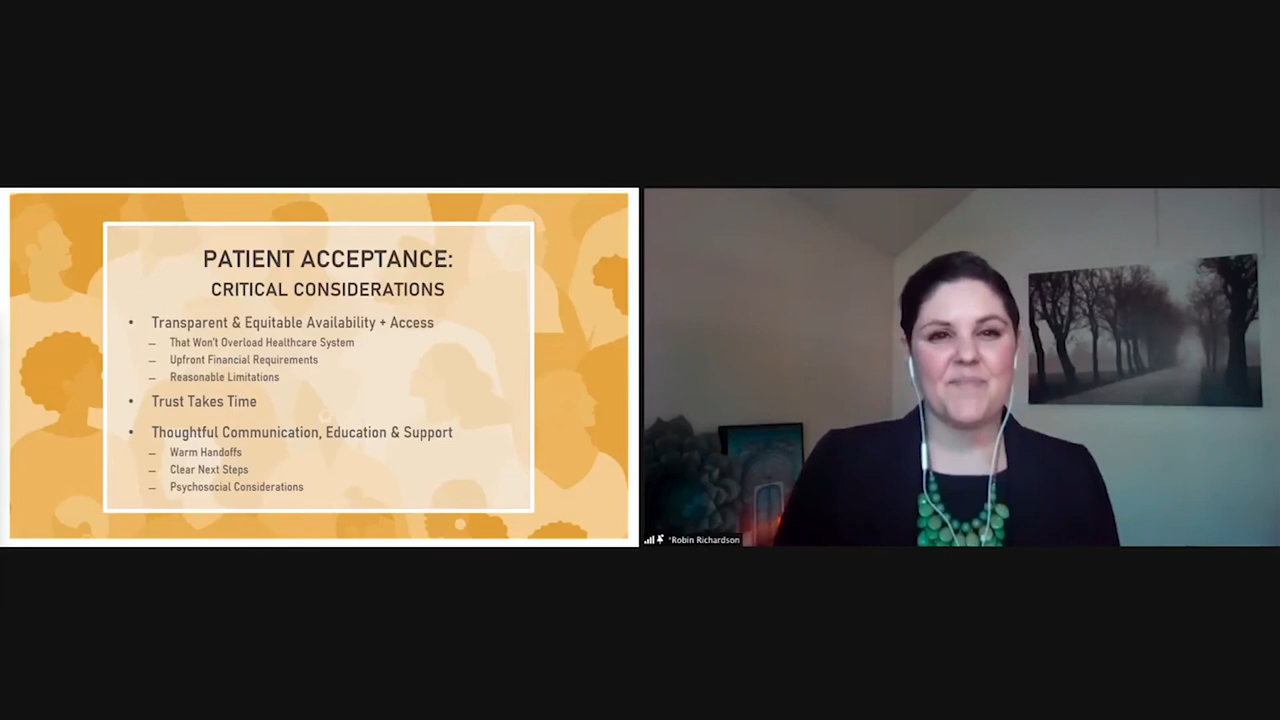 PATIENT ACCEPTANCE:
CRITICAL CONSIDERATIONS
• Transparent & Equitable Availability + Access
– That Won't Overload Healthcare System
– Upfront Financial Requirements
– Reasonable Limitations
• Trust Takes Time
• Thoughtful Communication, Education & Support
– Warm Handoffs
– Clear Next Steps
– Psychosocial Considerations
*Robin Richardson